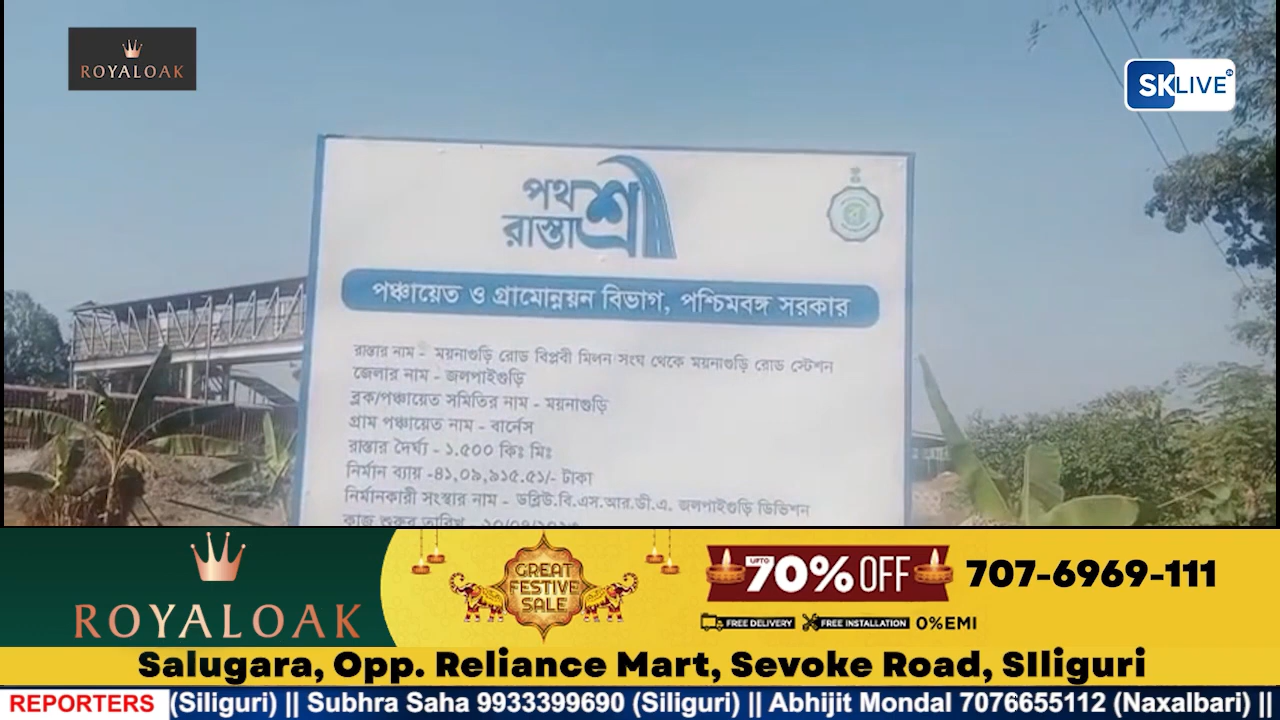 ROYALOAK
SKLIVE
পথশ্রী
রাস্তাশ্রী
পঞ্চায়েত ও গ্রামোন্নয়ন বিভাগ, পশ্চিমবঙ্গ সরকার
রাস্তার নাম - ময়নাগুড়ি রোড বিপ্লবী মিলন সংঘ থেকে ময়নাগুড়ি রোড স্টেশন
জেলার নাম - জলপাইগুড়ি
ব্লক/পঞ্চায়েত সমিতির নাম - ময়নাগুড়ি
গ্রাম পঞ্চায়েত নাম - বার্নেস
রাস্তার দৈর্ঘ্য - ১.৫০০ কিঃ মিঃ
নির্মান ব্যায় -৪১,০৯,৯১৫.৫১/- টাকা
নির্মানকারী সংস্থার নাম - ডব্লিউ.বি.এস.আর.ডি.এ. জলপাইগুড়ি ডিভিশন
কাজ শুরুর তারিখ -
ROYALOAK
GREAT
FESTIVE
SALE
UPTO 70% OFF
707-6969-111
FREE DELIVERY FREE INSTALLATION 0% EMI
Salugara, Opp. Reliance Mart, Sevoke Road, SIliguri
REPORTERS (Siliguri) || Subhra Saha 9933399690 (Siliguri) || Abhijit Mondal 7076655112 (Naxalbari) ||